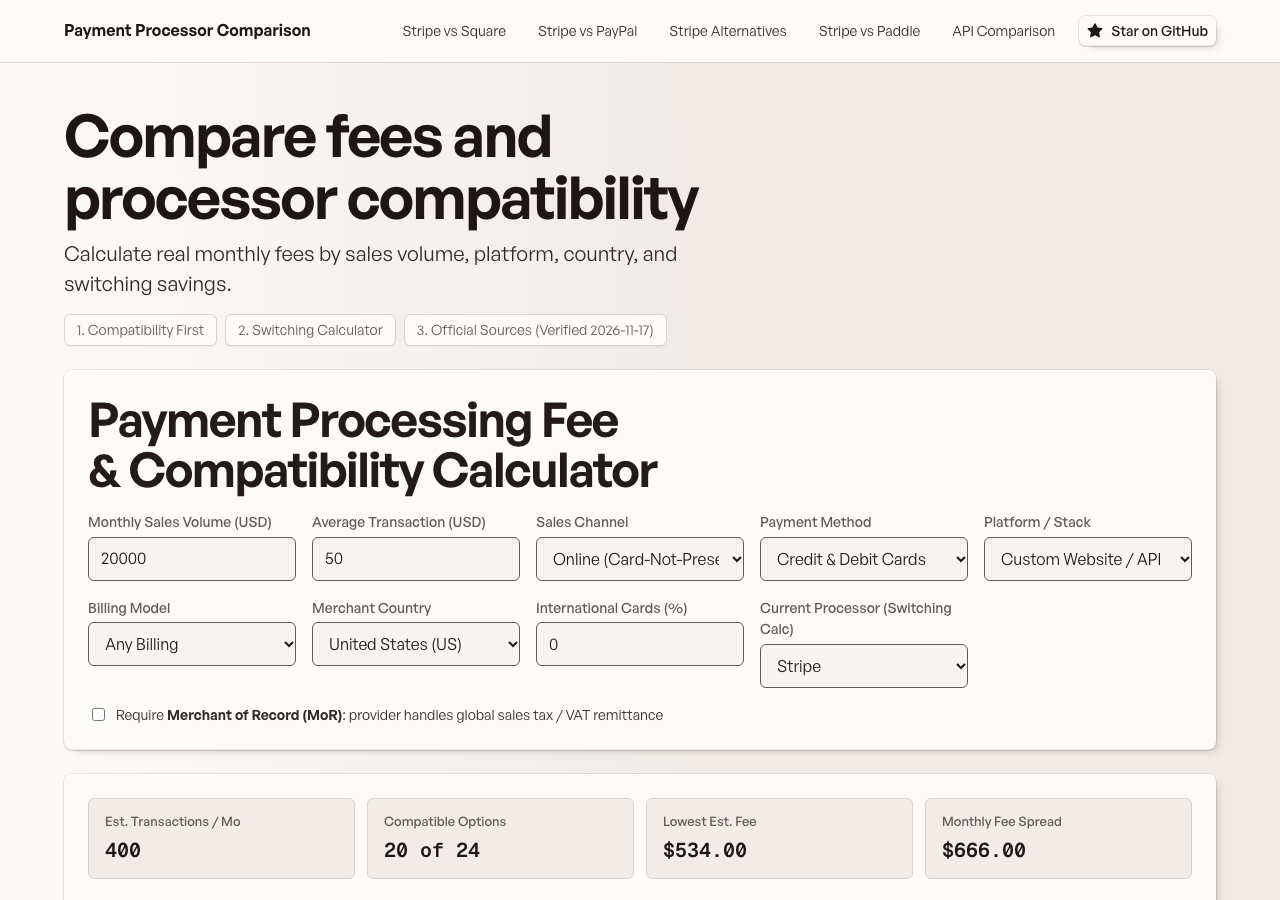 Payment Processor Comparison
Stripe vs Square
Stripe vs PayPal
Stripe Alternatives
Stripe vs Paddle
API Comparison
Star on GitHub
Compare fees and
processor compatibility
Calculate real monthly fees by sales volume, platform, country, and
switching savings.
1. Compatibility First
2. Switching Calculator
3. Official Sources (Verified 2026-11-17)
Payment Processing Fee
& Compatibility Calculator
Monthly Sales Volume (USD)
Average Transaction (USD)
Sales Channel
Payment Method
Platform / Stack
20000
50
Online (Card-Not-Prese
Credit & Debit Cards
Custom Website / API
Billing Model
Merchant Country
International Cards (%)
Current Processor (Switching
Calc)
Any Billing
United States (US)
0
Stripe
Require Merchant of Record (MoR): provider handles global sales tax / VAT remittance
Est. Transactions / Mo
400
Compatible Options
20 of 24
Lowest Est. Fee
$534.00
Monthly Fee Spread
$666.00